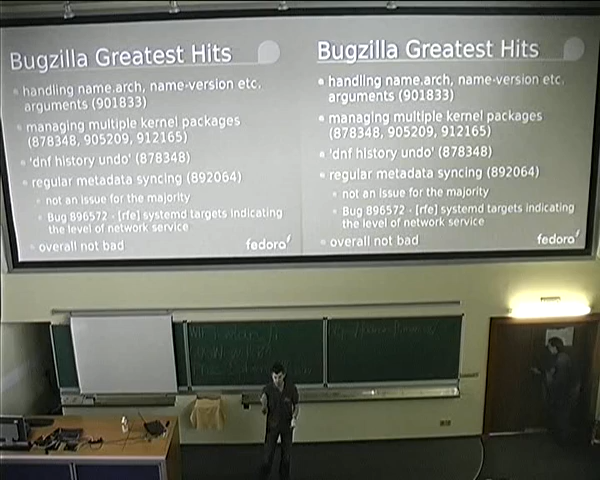 Bugzilla Greatest Hits
handling name.arch, name-version etc.
arguments (901833)
managing multiple kernel packages
(878348, 905209, 912165)
'dnf history undo' (878348)
regular metadata syncing (892064)
not an issue for the majority
Bug 896572 - [rfe] systemd targets indicating
the level of network service
overall not bad
fedora
Bugzilla Greatest Hits
handling name.arch, name-version etc.
arguments (901833)
managing multiple kernel packages
(878348, 905209, 912165)
'dnf history undo' (878348)
regular metadata syncing (892064)
not an issue for the majority
Bug 896572 - [rfe] systemd targets indicating
the level of network service
overall not bad
fedora